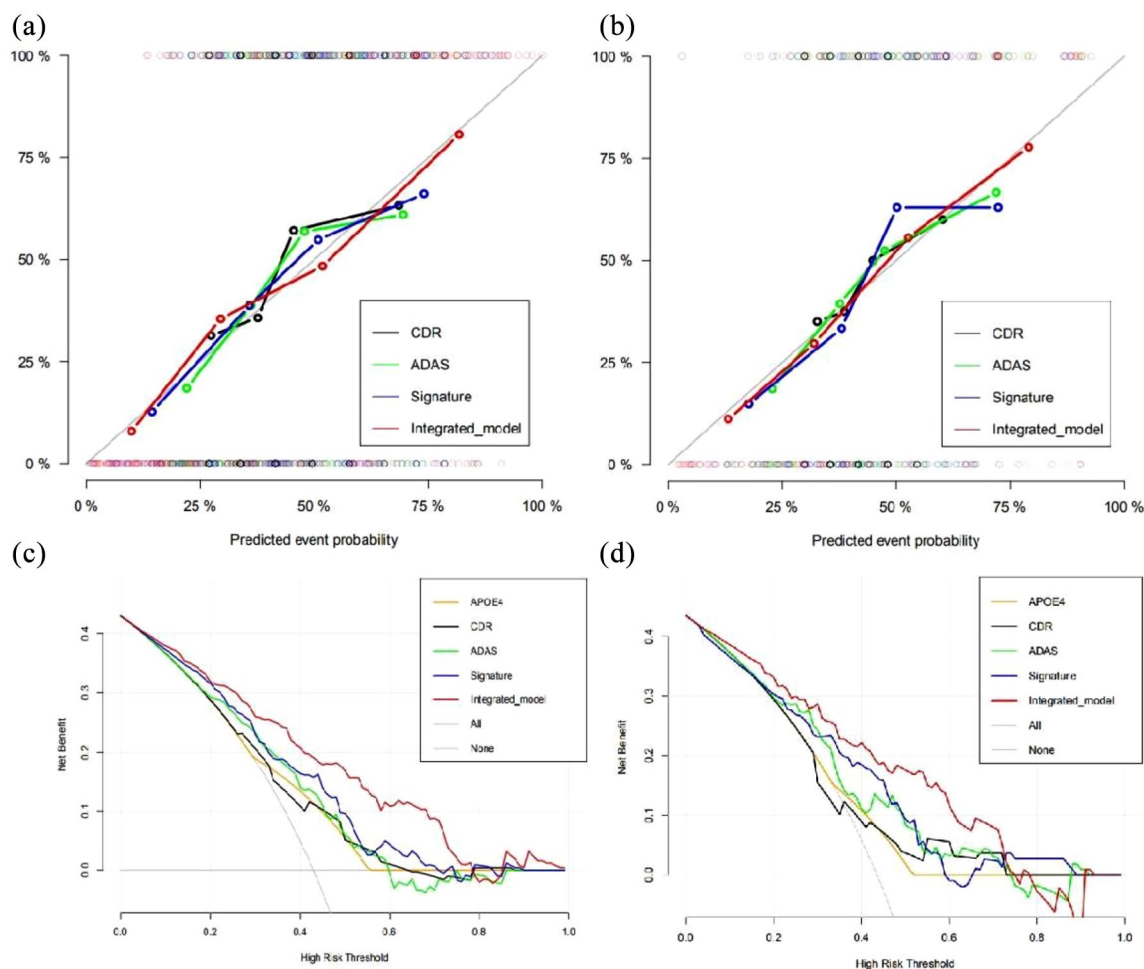 (a)
100 %
75 %
50 %
25 %
0 %
CDR
ADAS
Signature
Integrated_model
0 %
25 %
50 %
75 %
100 %
Predicted event probability
(b)
100 %
75 %
50 %
25 %
0 %
CDR
ADAS
Signature
Integrated_model
0 %
25 %
50 %
75 %
100 %
Predicted event probability
(c)
Net Benefit
0.4
0.3
0.2
0.1
0.0
APOE4
CDR
ADAS
Signature
Integrated_model
All
None
0.0
0.2
0.4
0.6
0.8
1.0
High Risk Threshold
(d)
Net Benefit
0.4
0.3
0.2
0.1
0.0
APOE4
CDR
ADAS
Signature
Integrated_model
All
None
0.0
0.2
0.4
0.6
0.8
1.0
High Risk Threshold